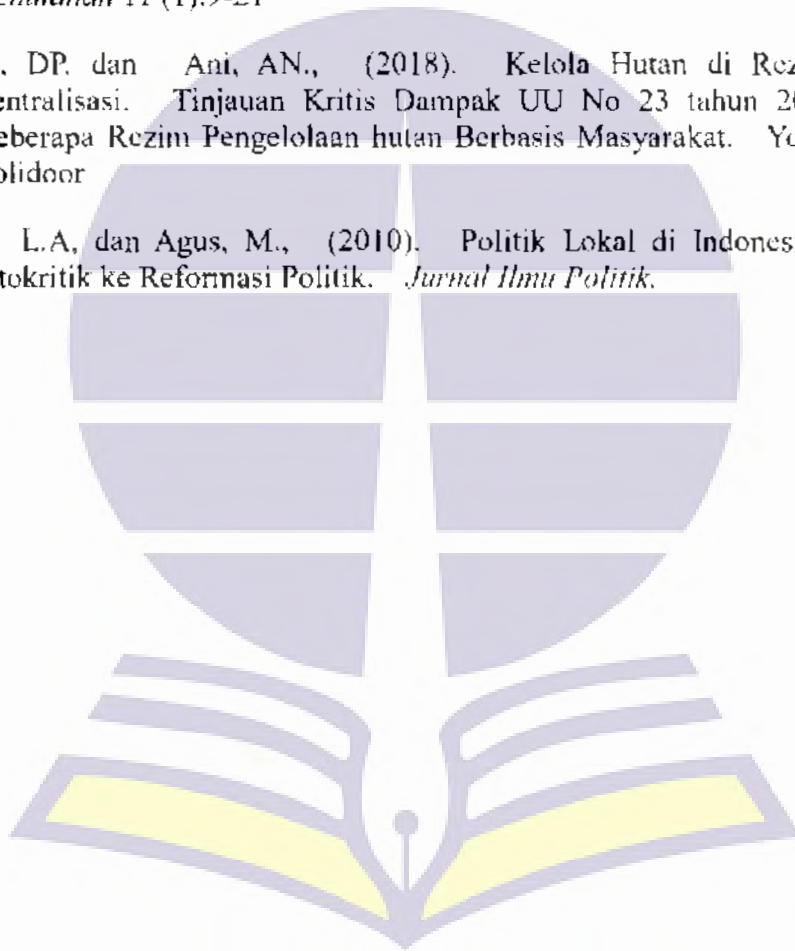 11 (1):9-21
, DP. dan Ani, AN., (2018). Kelola Hutan di Rez
entralisasi. Tinjauan Kritis Dampak UU No 23 tahun 20
eberapa Rezim Pengelolaan hutan Berbasis Masyarakat. Yo
olidoor
L.A, dan Agus, M., (2010). Politik Lokal di Indones
tokritik ke Reformasi Politik. Jurnal Ilmu Politik.